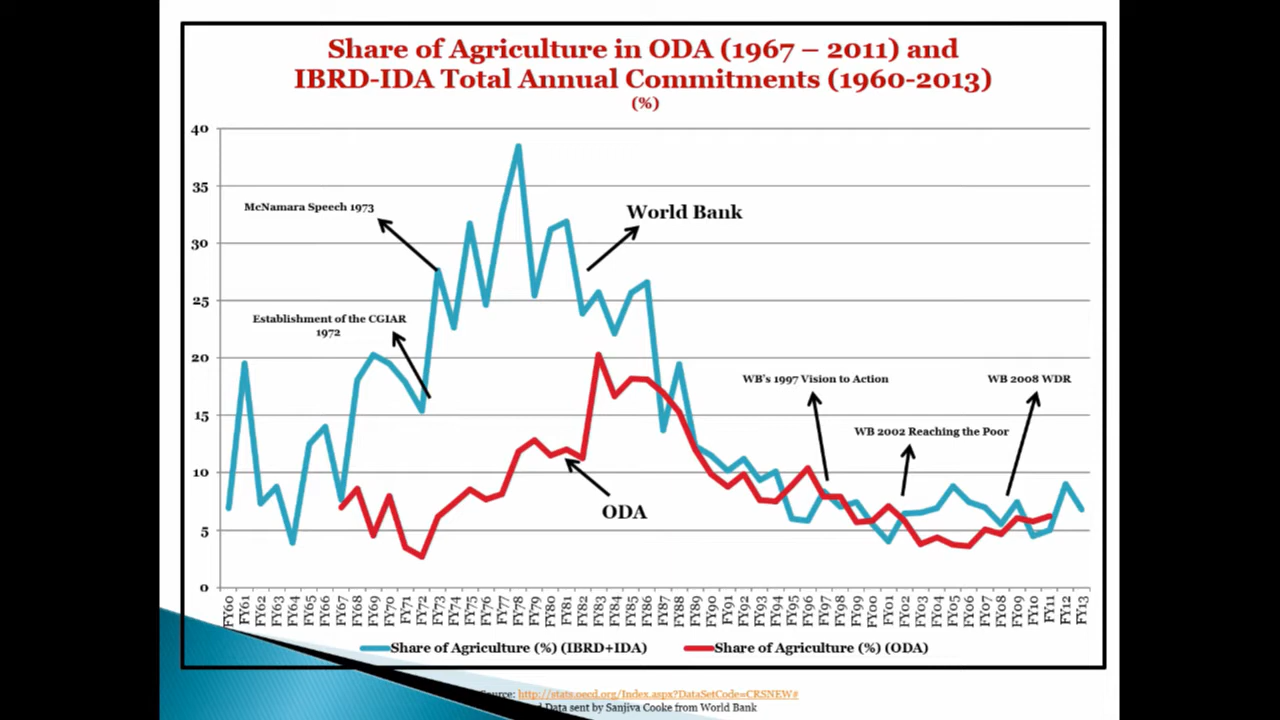 Share of Agriculture in ODA (1967 – 2011) and
IBRD-IDA Total Annual Commitments (1960-2013)
(%)
40
35
30
25
20
15
10
5
0
McNamara Speech 1973
World Bank
Establishment of the CGIAR
1972
WB's 1997 Vision to Action
WB 2008 WDR
WB 2002 Reaching the Poor
ODA
FY60
FY61
FY62
FY63
FY64
FY65
FY66
FY67
FY68
FY69
FY70
FY71
FY72
FY73
FY74
FY75
FY76
FY77
FY78
FY79
FY80
FY81
FY82
FY83
FY84
FY85
FY86
FY87
FY88
FY89
FY90
FY91
FY92
FY93
FY94
FY95
FY96
FY97
FY98
FY99
FY00
FY01
FY02
FY03
FY04
FY05
FY06
FY07
FY08
FY09
FY10
FY11
FY12
FY13
Share of Agriculture (%) (IBRD+IDA)
Share of Agriculture (%) (ODA)
http://stats.oecd.org/Index.aspx?DataSetCode=CRSNEW#
Data sent by Sanjiva Cooke from World Bank